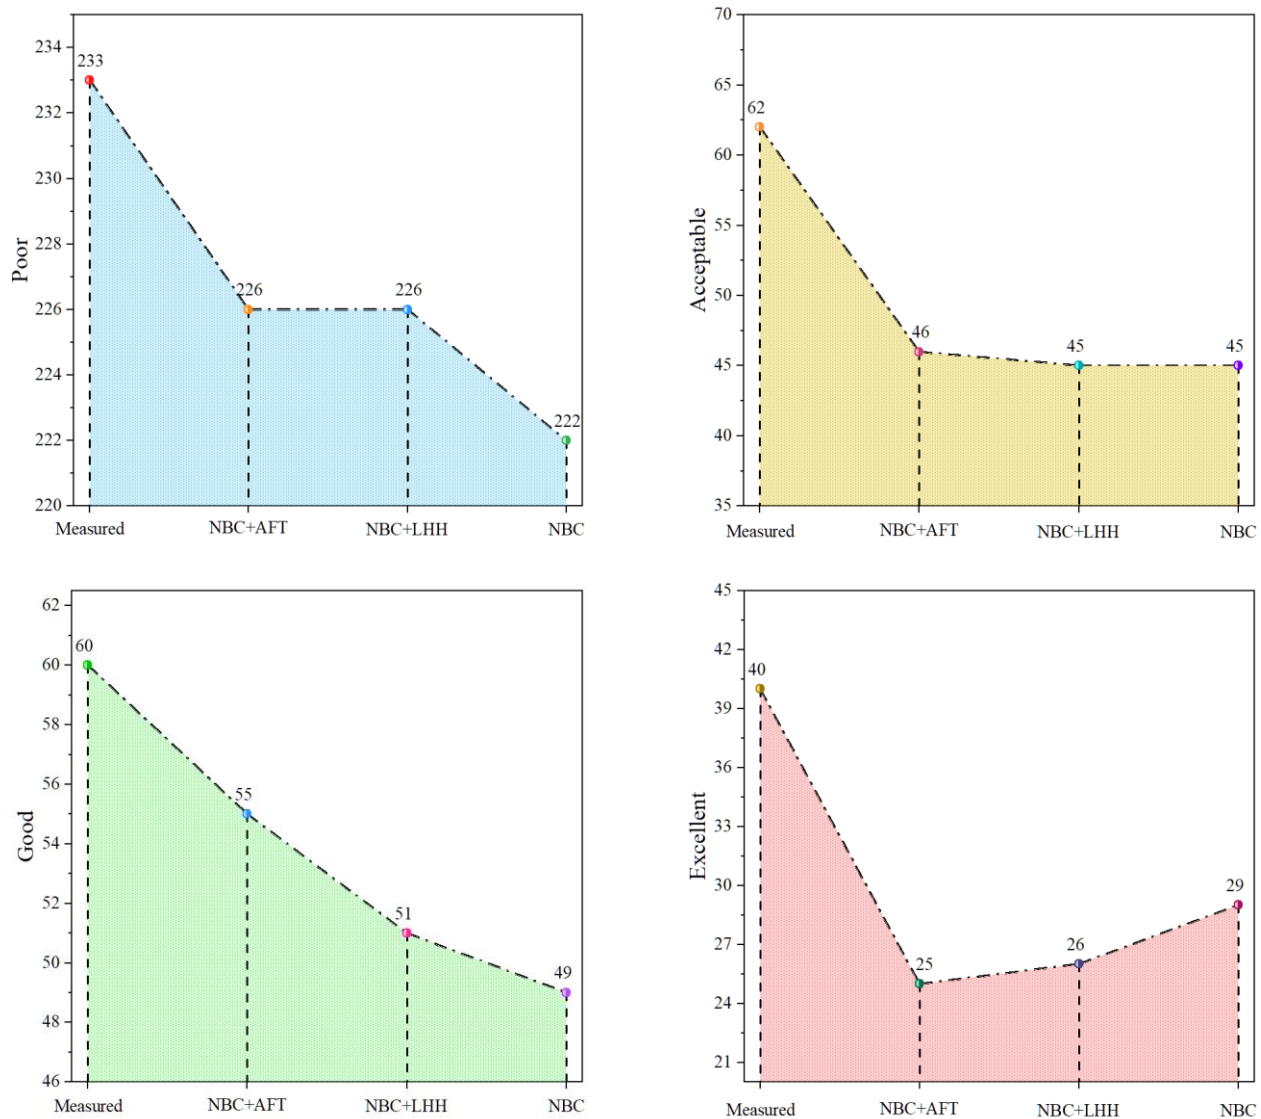 Poor
234
232
230
228
226
224
222
220
233
226
226
222
Measured
NBC+AFT
NBC+LHH
NBC
Acceptable
70
65
60
55
50
45
40
35
62
46
45
45
Measured
NBC+AFT
NBC+LHH
NBC
Good
62
60
58
56
54
52
50
48
46
60
55
51
49
Measured
NBC+AFT
NBC+LHH
NBC
Excellent
45
42
39
36
33
30
27
24
21
40
25
26
29
Measured
NBC+AFT
NBC+LHH
NBC